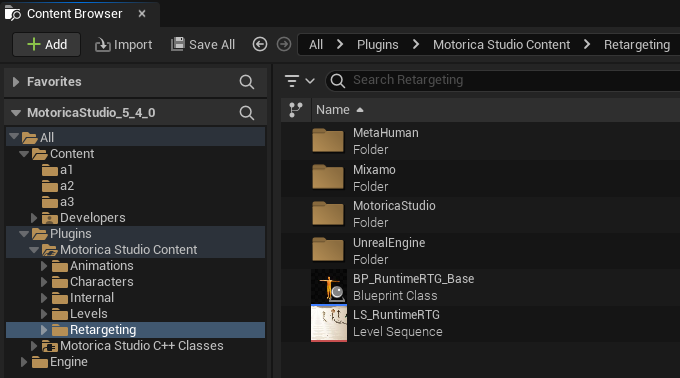 Content Browser
Add
Import
Save All
All > Plugins > Motorica Studio Content > Retargeting
Favorites
Search Retargeting
MotoricaStudio_5_4_0
Name
All
Content
a1
a2
a3
Developers
Plugins
Motorica Studio Content
Animations
Characters
Internal
Levels
Retargeting
Motorica Studio C++ Classes
Engine
MetaHuman
Folder
Mixamo
Folder
MotoricaStudio
Folder
UnrealEngine
Folder
BP_RuntimeRTG_Base
Blueprint Class
LS_RuntimeRTG
Level Sequence